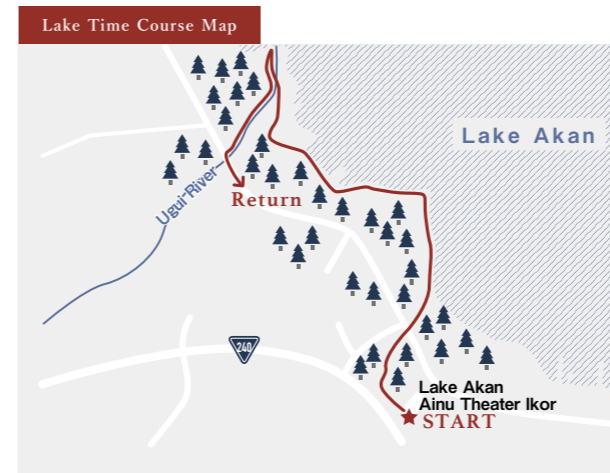 Lake Time Course Map
Lake Akan
Ugui-River
Return
240
Lake Akan
Ainu Theater Ikor
START